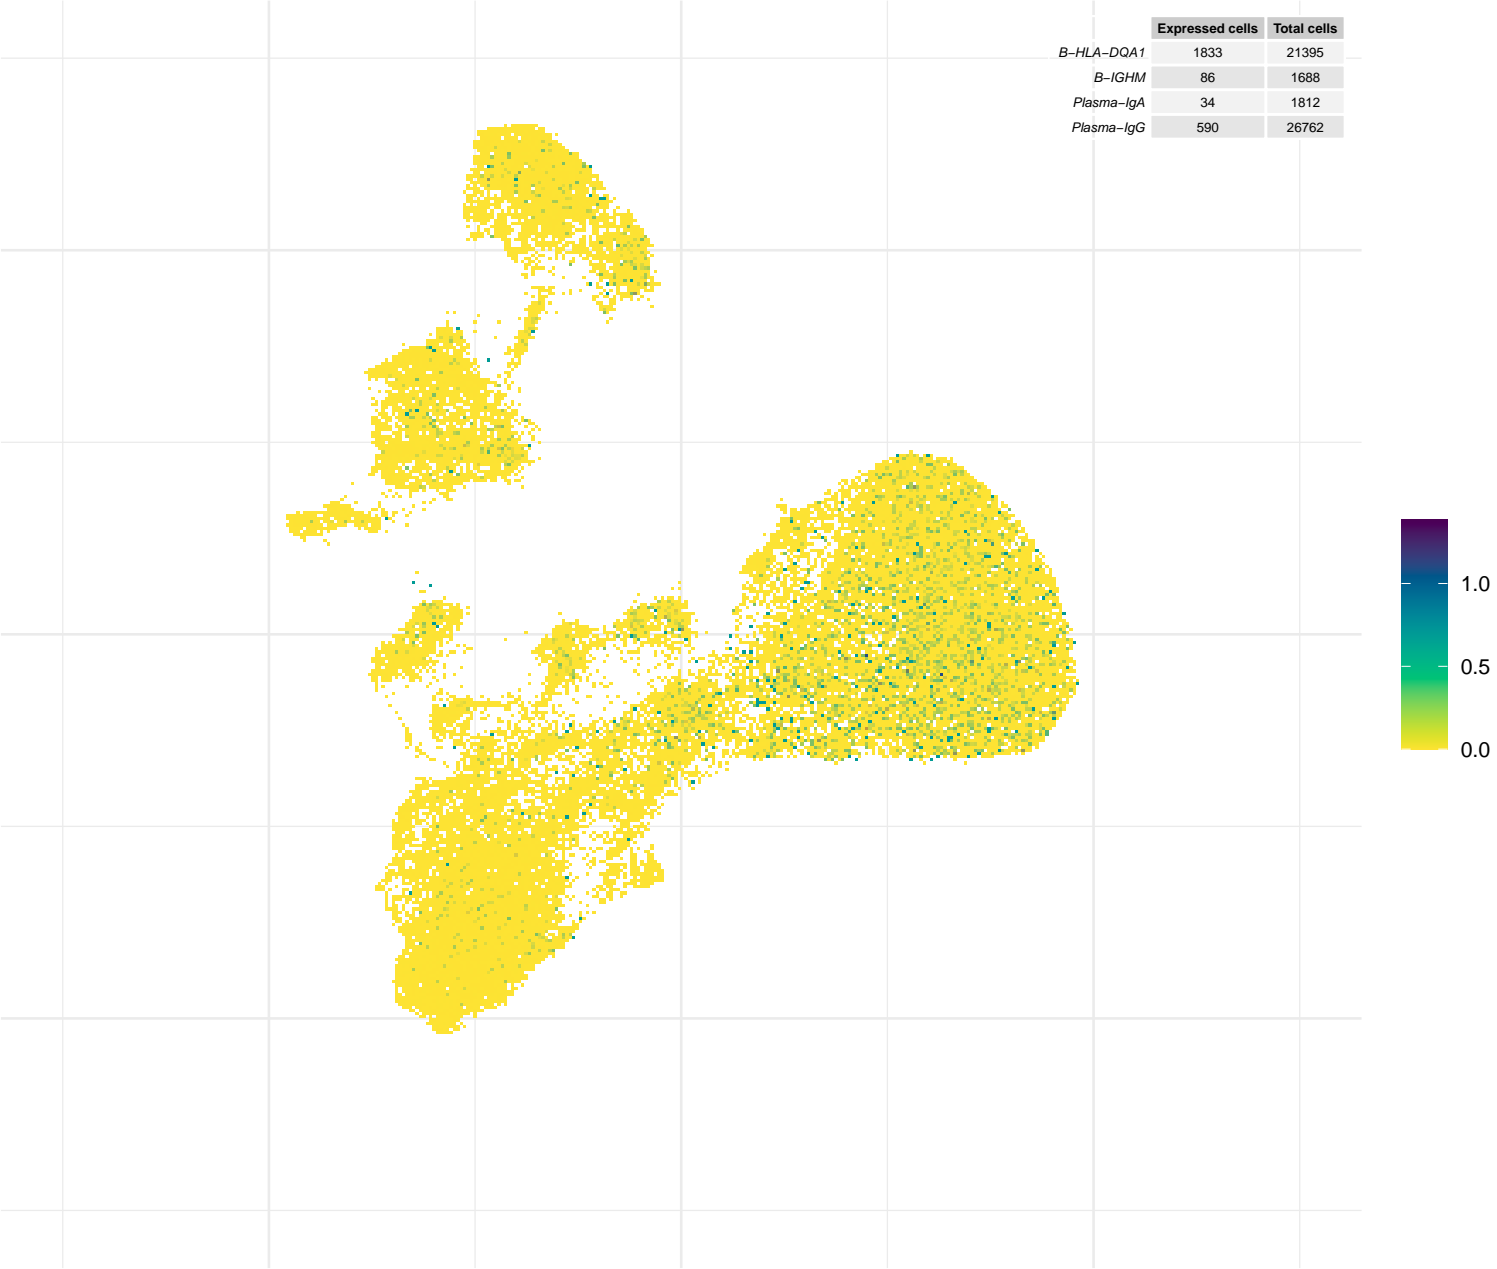 Expressed cells Total cells
B−HLA−DQA1 1833 21395
B−IGHM 86 1688
Plasma−IgA 34 1812
Plasma−IgG 590 26762
1.0
0.5
0.0